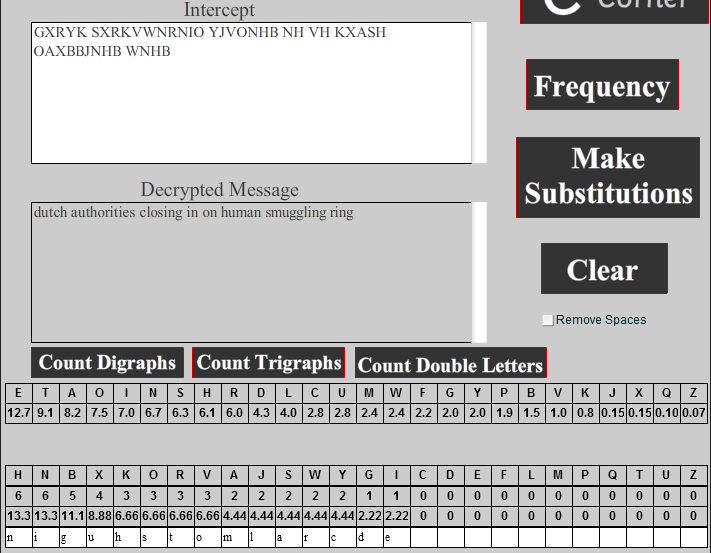 Intercept
Corner
GXRYK SXRKVWNRNIO YJVONHB NH VH KXASH
OAXBBJNHB WNHB
Frequency
Make
Substitutions
Decrypted Message
dutch authorities closing in on human smuggling ring
Clear
Remove Spaces
Count Digraphs Count Trigraphs Count Double Letters
E T A O I N S H R D L C U M W F G Y P B V K J X Q Z
12.7 9.1 8.2 7.5 7.0 6.7 6.3 6.1 6.0 4.3 4.0 2.8 2.8 2.4 2.4 2.2 2.0 2.0 1.9 1.5 1.0 0.8 0.15 0.15 0.10 0.07
H N B X K O R V A J S W Y G I C D E F L M P Q T U Z
6 6 5 4 3 3 3 3 2 2 2 2 2 1 1 0 0 0 0 0 0 0 0 0 0 0
13.3 13.3 11.1 8.88 6.66 6.66 6.66 6.66 4.44 4.44 4.44 4.44 4.44 2.22 2.22 0 0 0 0 0 0 0 0 0 0 0
n i g u h s t o m l a r c d e